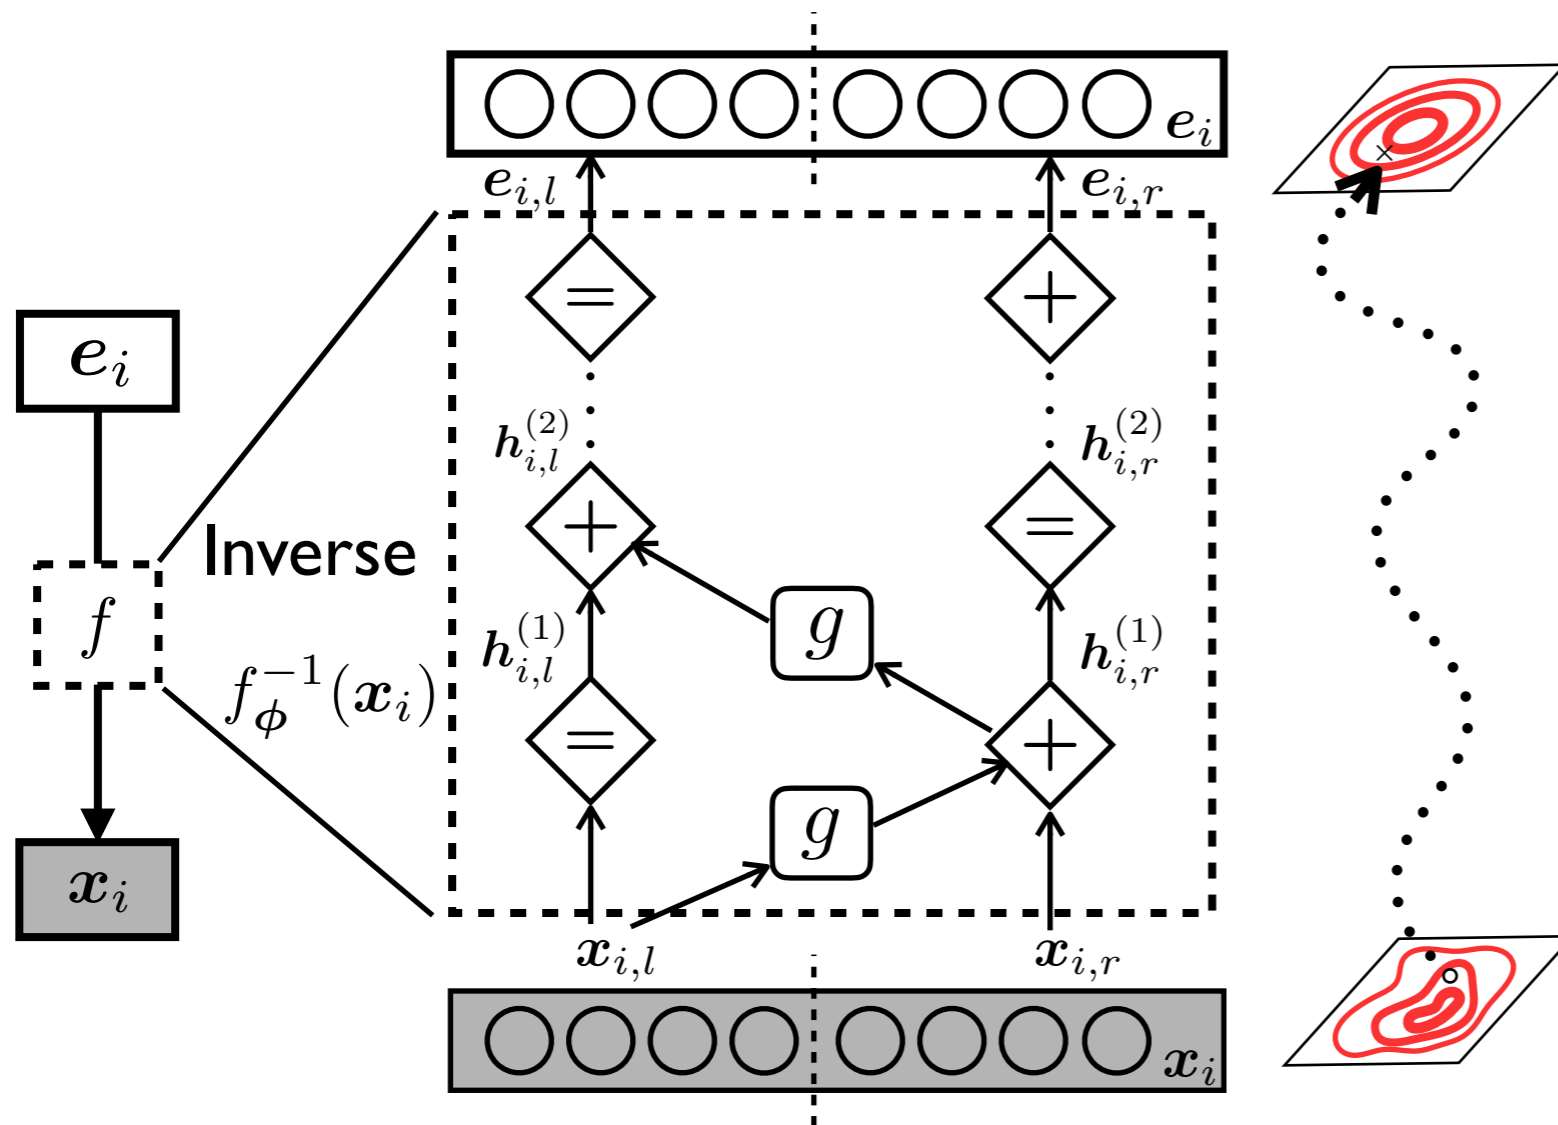 e_i
e_{i,l}
e_{i,r}
=
+
e_i
h_{i,l}^{(2)}
h_{i,r}^{(2)}
+
=
Inverse
f
g
h_{i,l}^{(1)}
h_{i,r}^{(1)}
f_ϕ^{-1}(x_i)
=
+
g
x_i
x_{i,l}
x_{i,r}
x_i